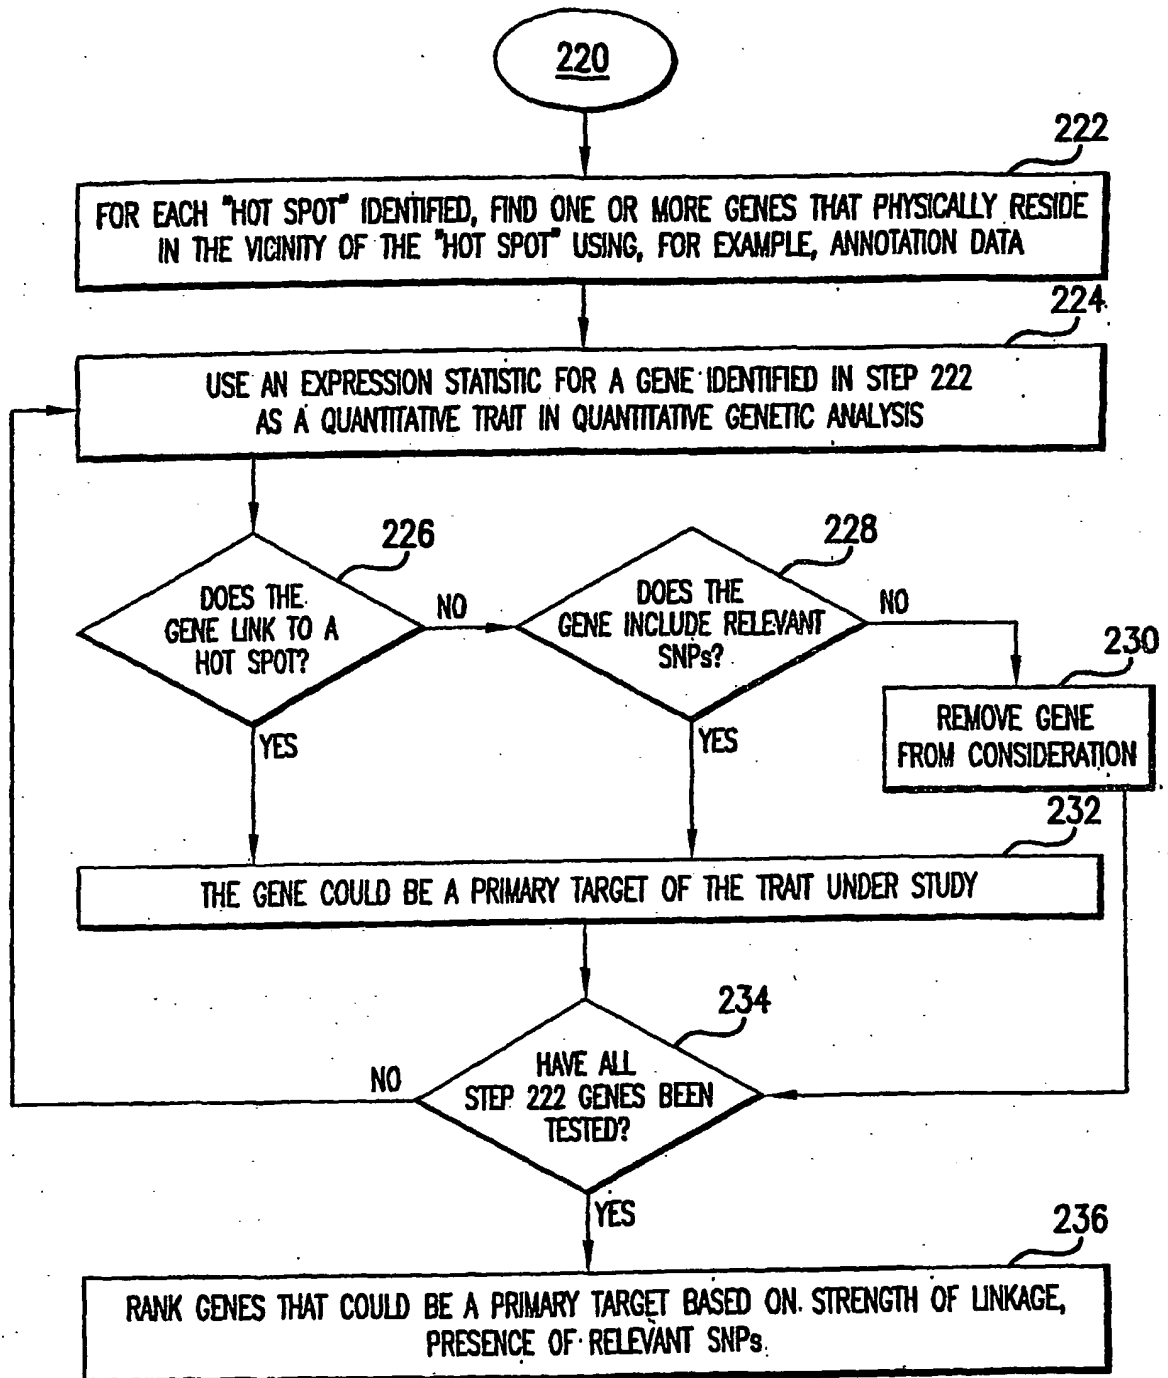 220
222
FOR EACH "HOT SPOT" IDENTIFIED, FIND ONE OR MORE GENES THAT PHYSICALLY RESIDE
IN THE VICINITY OF THE "HOT SPOT" USING, FOR EXAMPLE, ANNOTATION DATA
224
USE AN EXPRESSION STATISTIC FOR A GENE IDENTIFIED IN STEP 222
AS A QUANTITATIVE TRAIT IN QUANTITATIVE GENETIC ANALYSIS
226
DOES THE
GENE LINK TO A
HOT SPOT?
NO
YES
228
DOES THE
GENE INCLUDE RELEVANT
SNPs?
NO
YES
230
REMOVE GENE
FROM CONSIDERATION
232
THE GENE COULD BE A PRIMARY TARGET OF THE TRAIT UNDER STUDY
234
HAVE ALL
STEP 222 GENES BEEN
TESTED?
NO
YES
236
RANK GENES THAT COULD BE A PRIMARY TARGET BASED ON STRENGTH OF LINKAGE,
PRESENCE OF RELEVANT SNPs